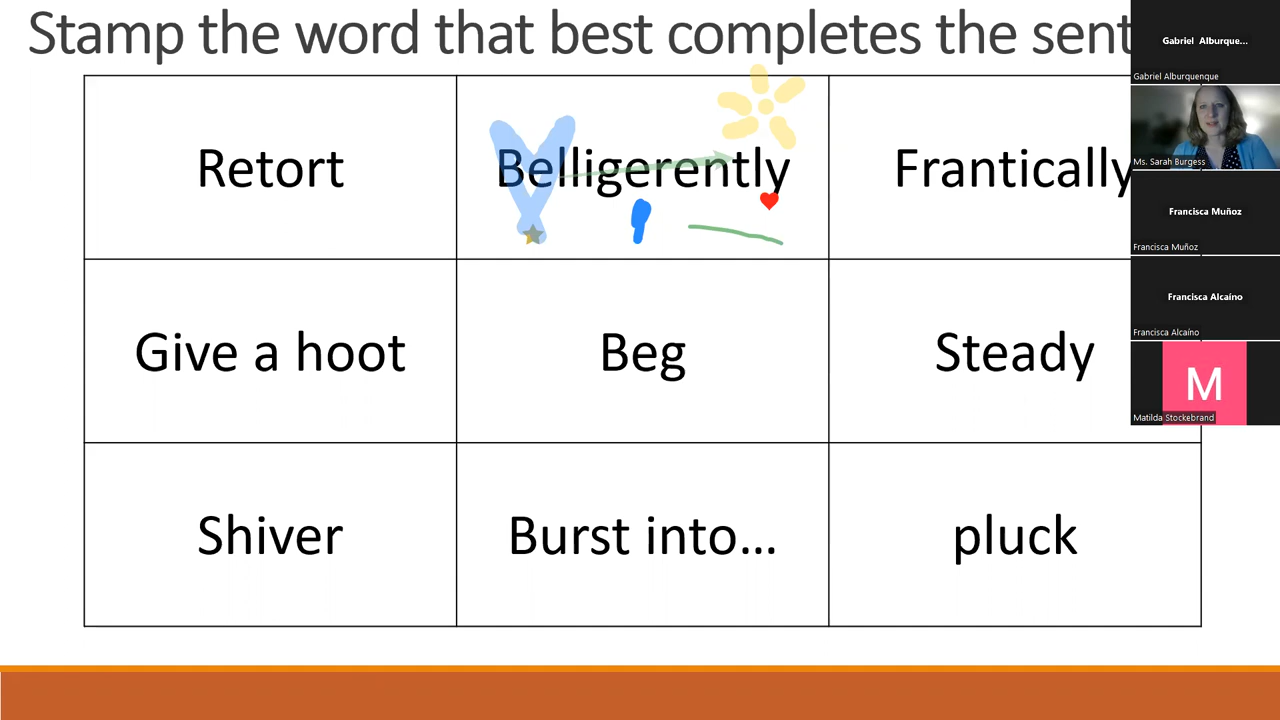 Stamp the word that best completes the sent
Retort
Belligerently
Frantically
Give a hoot
Beg
Steady
Shiver
Burst into...
pluck
Gabriel Alburque...
Gabriel Alburquenque
Ms. Sarah Burgess
Francisca Muñoz
Francisca Muñoz
Francisca Alcaíno
Francisca Alcaíno
M
Matilda Stockebrand